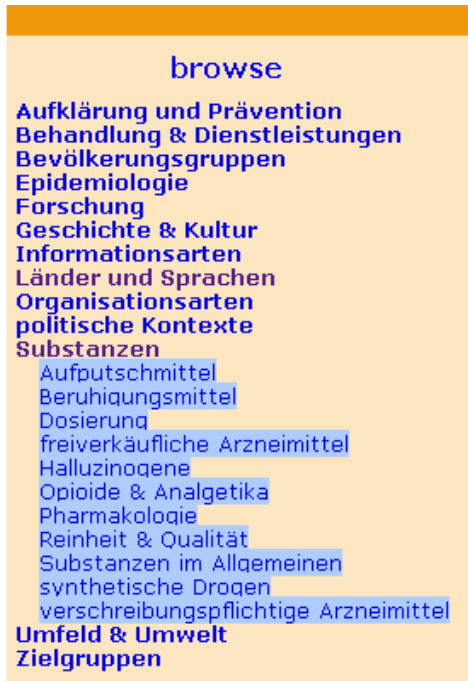 browse
Aufklärung und Prävention
Behandlung & Dienstleistungen
Bevölkerungsgruppen
Epidemiologie
Forschung
Geschichte & Kultur
Informationsarten
Länder und Sprachen
Organisationsarten
politische Kontexte
Substanzen
Aufputschmittel
Beruhigungsmittel
Dosierung
freiverkäufliche Arzneimittel
Halluzinogene
Opioide & Analgetika
Pharmakologie
Reinheit & Qualität
Substanzen im Allgemeinen
synthetische Drogen
verschreibungspflichtige Arzneimittel
Umfeld & Umwelt
Zielgruppen